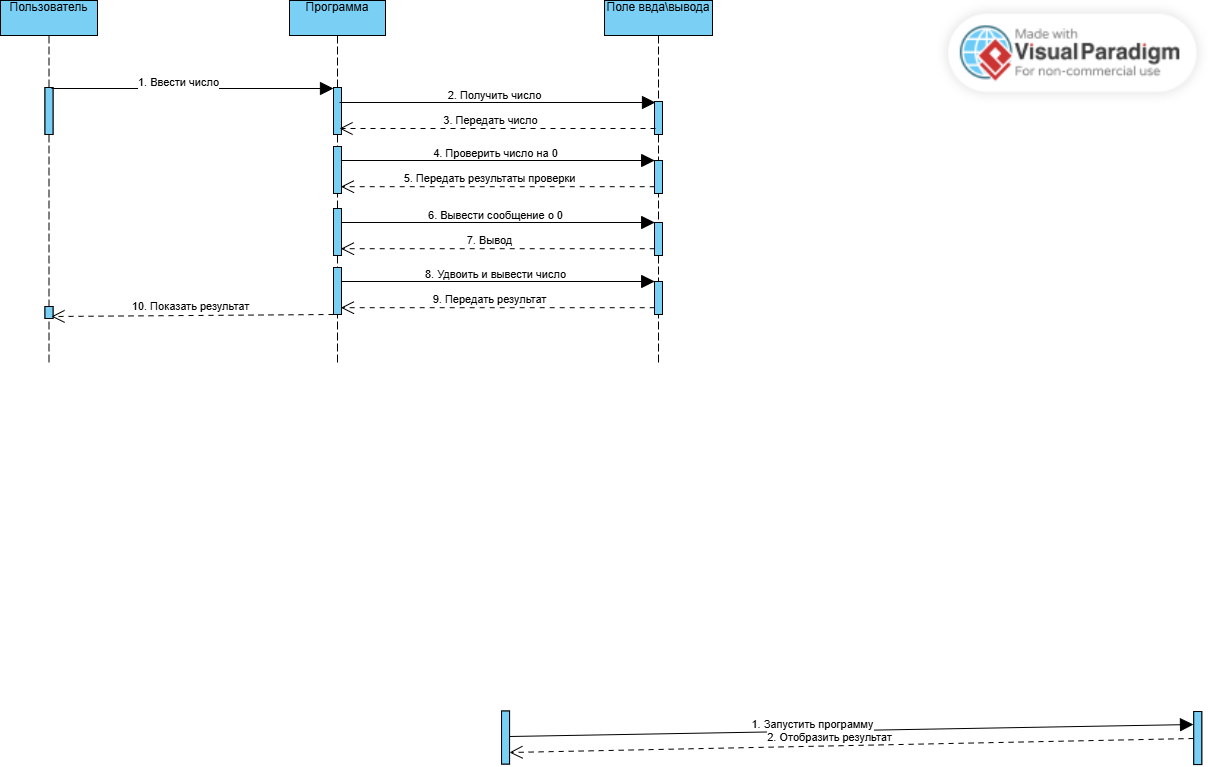 Пользователь
Программа
Поле ввда\вывода
Made with
VisualParadigm
For non-commercial use
1. Ввести число
2. Получить число
3. Передать число
4. Проверить число на 0
5. Передать результаты проверки
6. Вывести сообщение о 0
7. Вывод
8. Удвоить и вывести число
9. Передать результат
10. Показать результат
1. Запустить программу
2. Отобразить результат